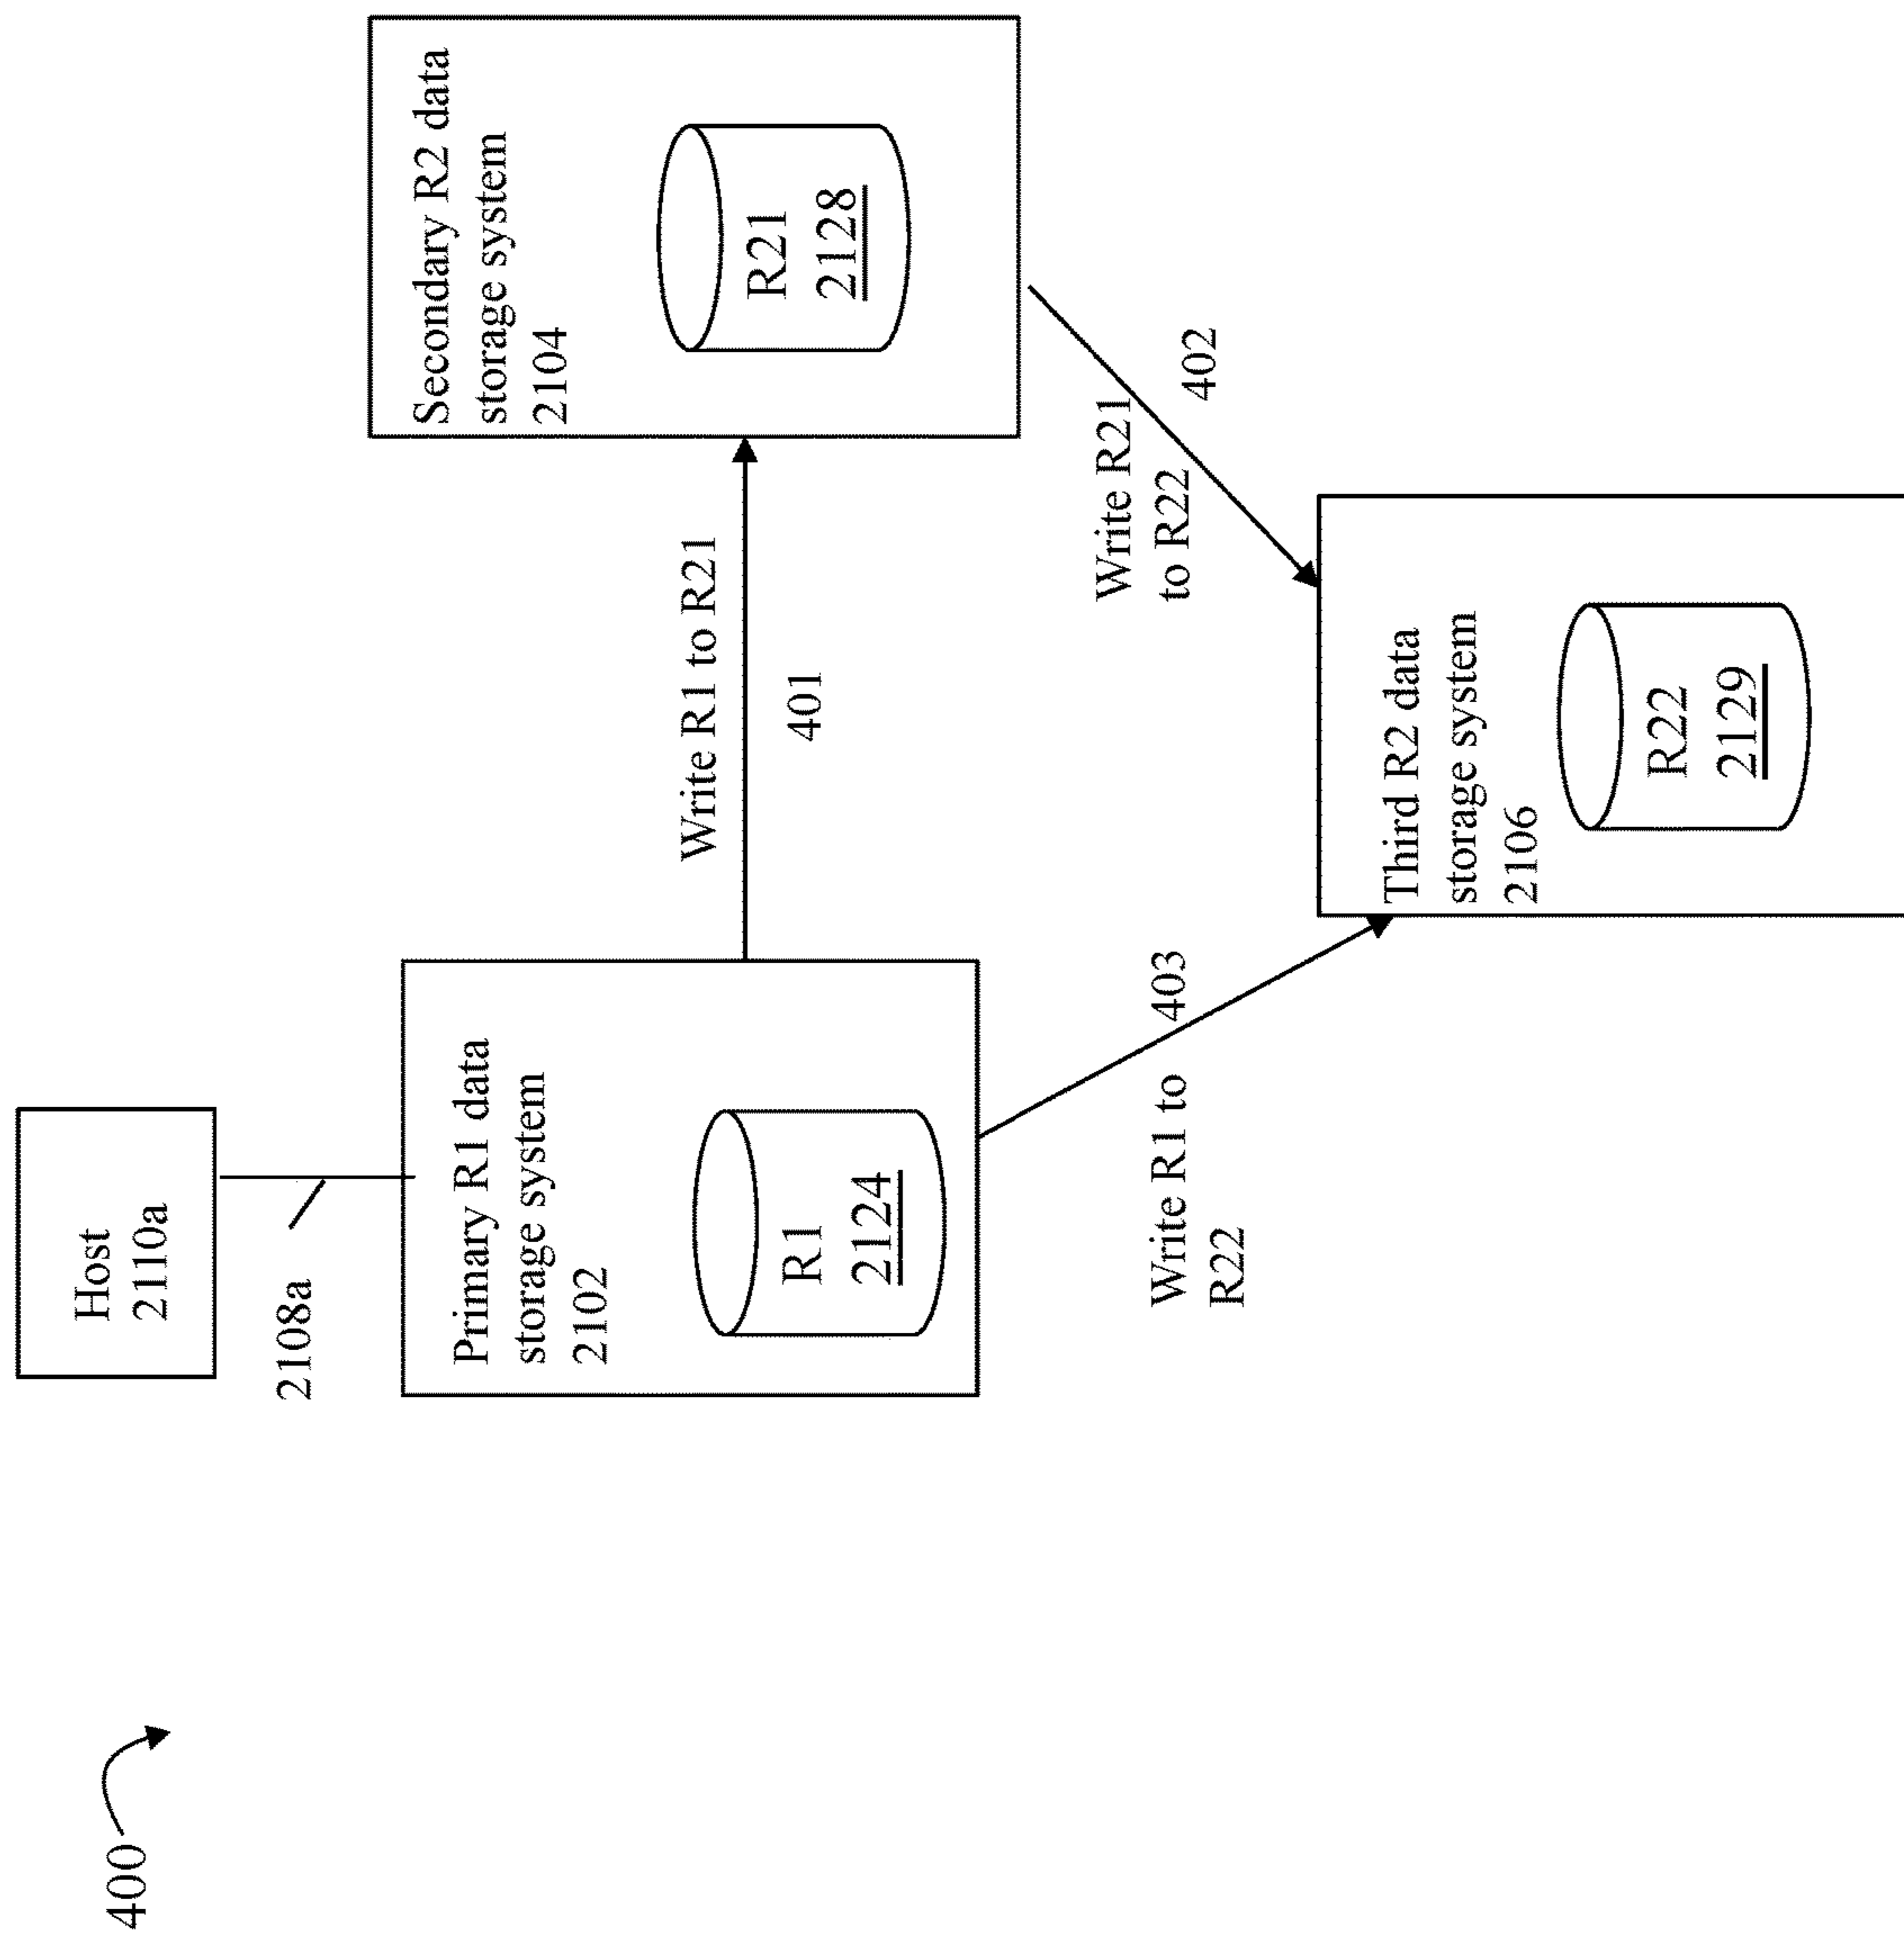 400
Host
2110a
2108a
Primary R1 data
storage system
2102
R1
2124
Write R1 to R21
401
Secondary R2 data
storage system
2104
R21
2128
Write R1 to
R22
403
Write R21
to R22
402
Third R2 data
storage system
2106
R22
2129